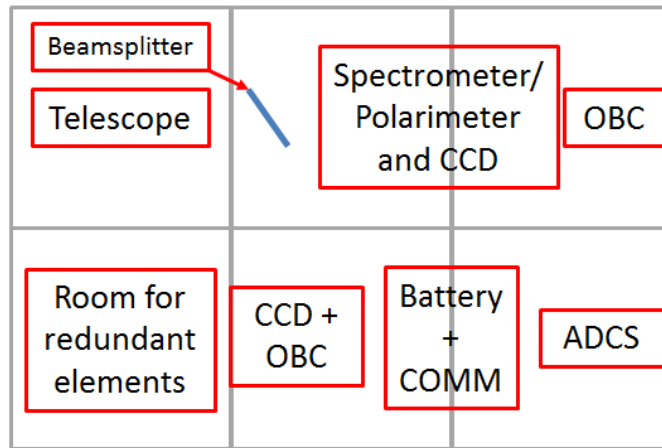 Beamsplitter
Telescope
Spectrometer/
Polarimeter
and CCD
OBC
Room for
redundant
elements
CCD +
OBC
Battery
+
COMM
ADCS